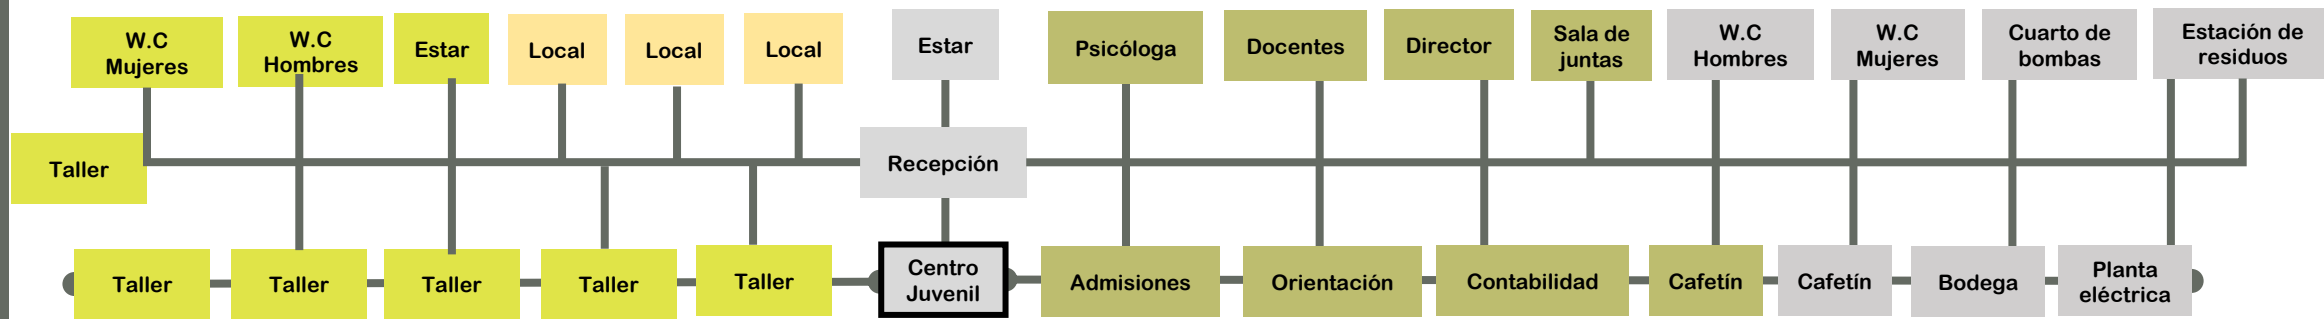 W.C
Mujeres
W.C
Hombres
Estar
Local
Local
Local
Estar
Psicóloga
Docentes
Director
Sala de
juntas
W.C
Hombres
W.C
Mujeres
Cuarto de
bombas
Estación de
residuos
Taller
Recepción
Taller
Taller
Taller
Taller
Taller
Centro
Juvenil
Admisiones
Orientación
Contabilidad
Cafetín
Cafetín
Bodega
Planta
eléctrica